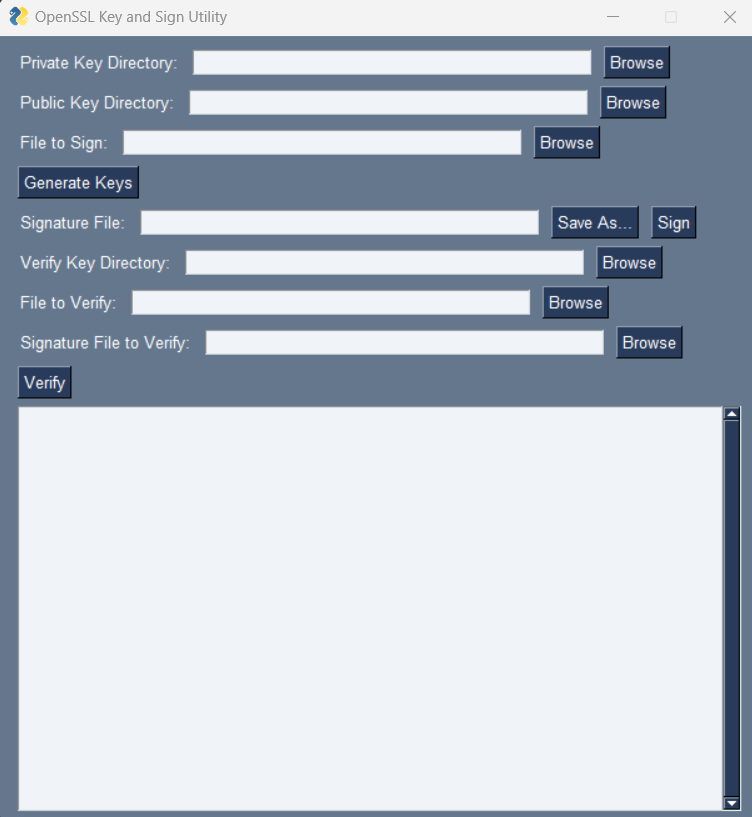 OpenSSL Key and Sign Utility
Private Key Directory: Browse
Public Key Directory: Browse
File to Sign: Browse
Generate Keys
Signature File: Save As... Sign
Verify Key Directory: Browse
File to Verify: Browse
Signature File to Verify: Browse
Verify